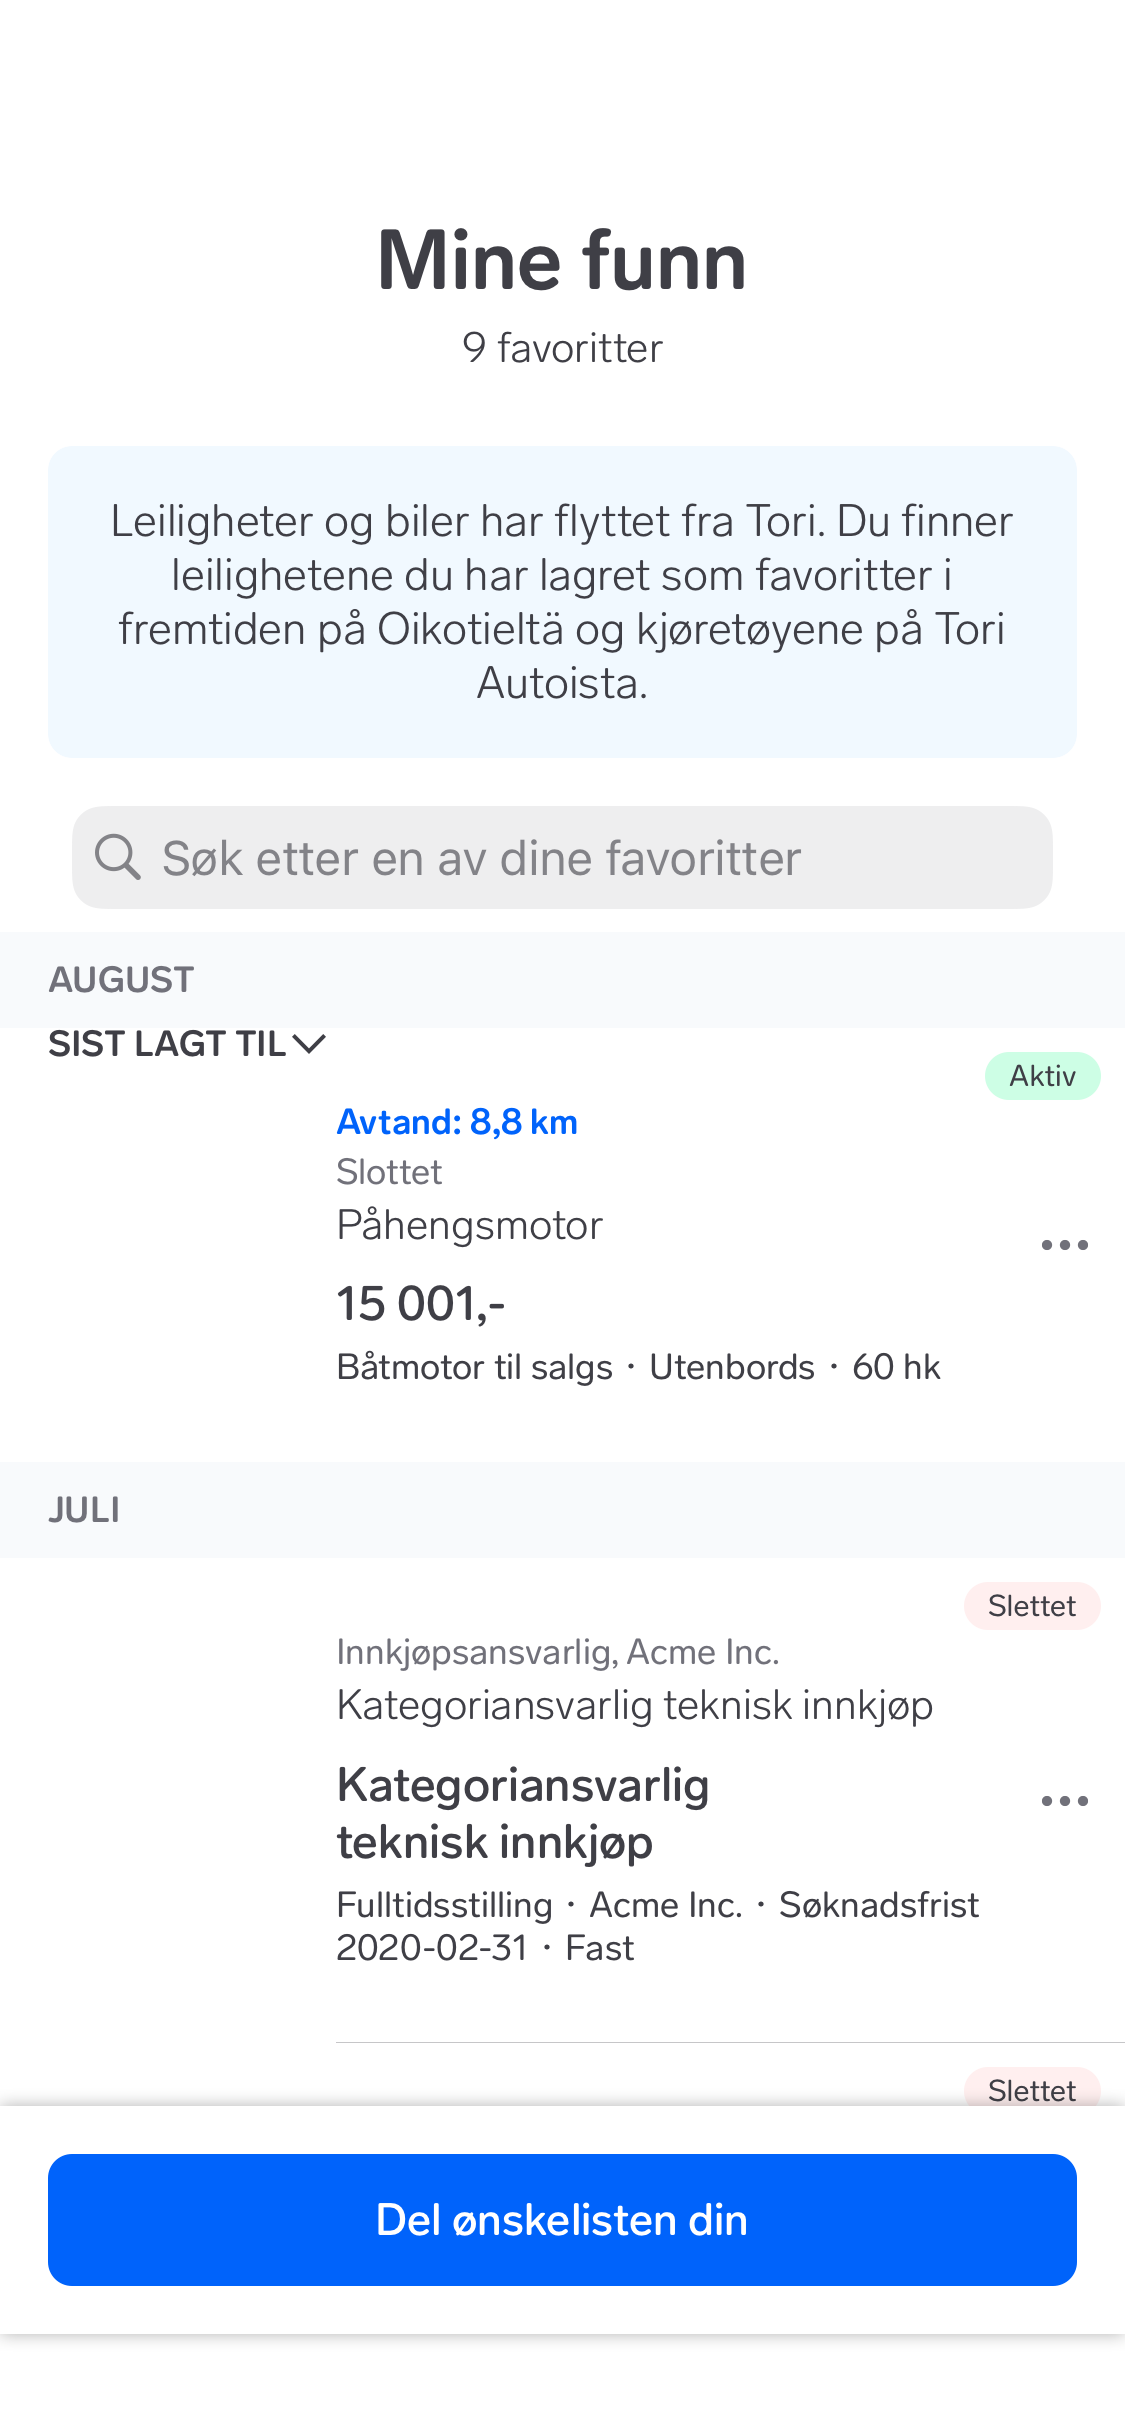 Mine funn
9 favoritter
Leiligheter og biler har flyttet fra Tori. Du finner
leilighetene du har lagret som favoritter i
fremtiden på Oikotieltä og kjøretøyene på Tori
Autoista.
Søk etter en av dine favoritter
AUGUST
SIST LAGT TIL
Aktiv
Avtand: 8,8 km
Slottet
Påhengsmotor
15 001,-
Båtmotor til salgs · Utenbords · 60 hk
JULI
Slettet
Innkjøpsansvarlig, Acme Inc.
Kategoriansvarlig teknisk innkjøp
Kategoriansvarlig
teknisk innkjøp
Fulltidsstilling · Acme Inc. · Søknadsfrist
2020-02-31 · Fast
Slettet
Del ønskelisten din